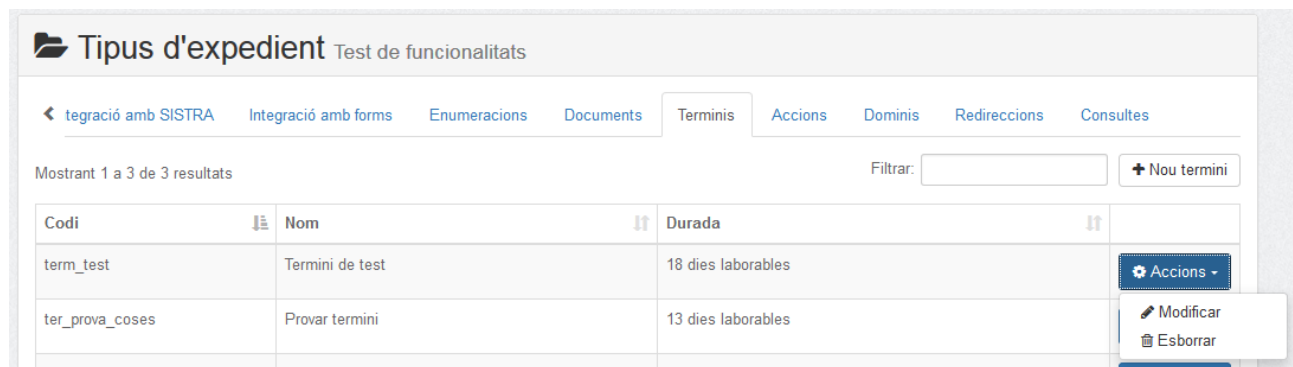 Tipus d'expedient Test de funcionalitats
tegració amb SISTRA Integració amb forms Enumeracions Documents Terminis Accions Dominis Redireccions Consultes
Mostrant 1 a 3 de 3 resultats Filtrar: Nou termini
Codi Nom Durada
term_test Termini de test 18 dies laborables Accions
ter_prova_coses Provar termini 13 dies laborables
Modificar
Esborrar